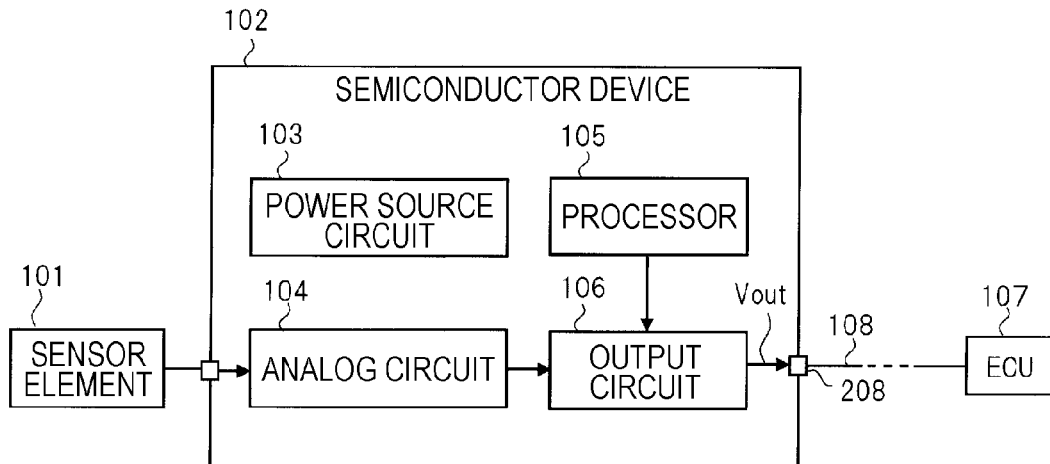 102
SEMICONDUCTOR DEVICE
103
POWER SOURCE
CIRCUIT
105
PROCESSOR
101
SENSOR
ELEMENT
104
ANALOG CIRCUIT
106
OUTPUT
CIRCUIT
Vout
108
208
107
ECU